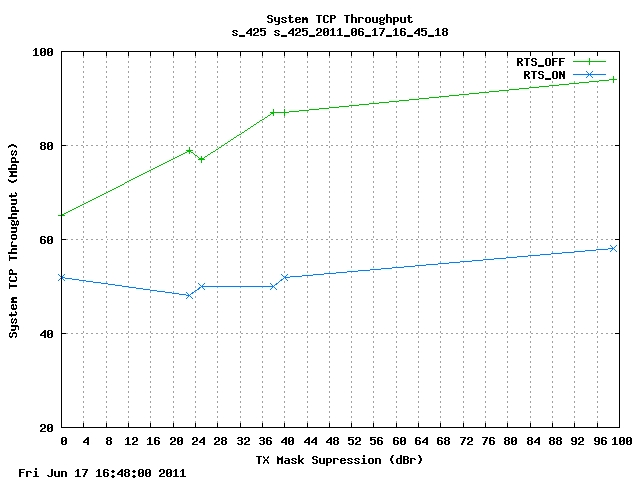 System TCP Throughput
s_425 s_425_2011_06_17_16_45_18
RTS_OFF
RTS_ON
100
80
60
40
20
System TCP Throughput (Mbps)
0 4 8 12 16 20 24 28 32 36 40 44 48 52 56 60 64 68 72 76 80 84 88 92 96 100
TX Mask Supression (dBr)
Fri Jun 17 16:48:00 2011